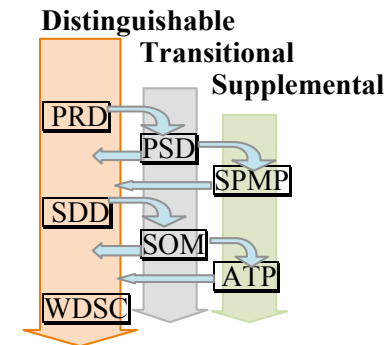 Distinguishable
Transitional
Supplemental
PRD
PSD
SPMP
SDD
SOM
ATP
WDSC